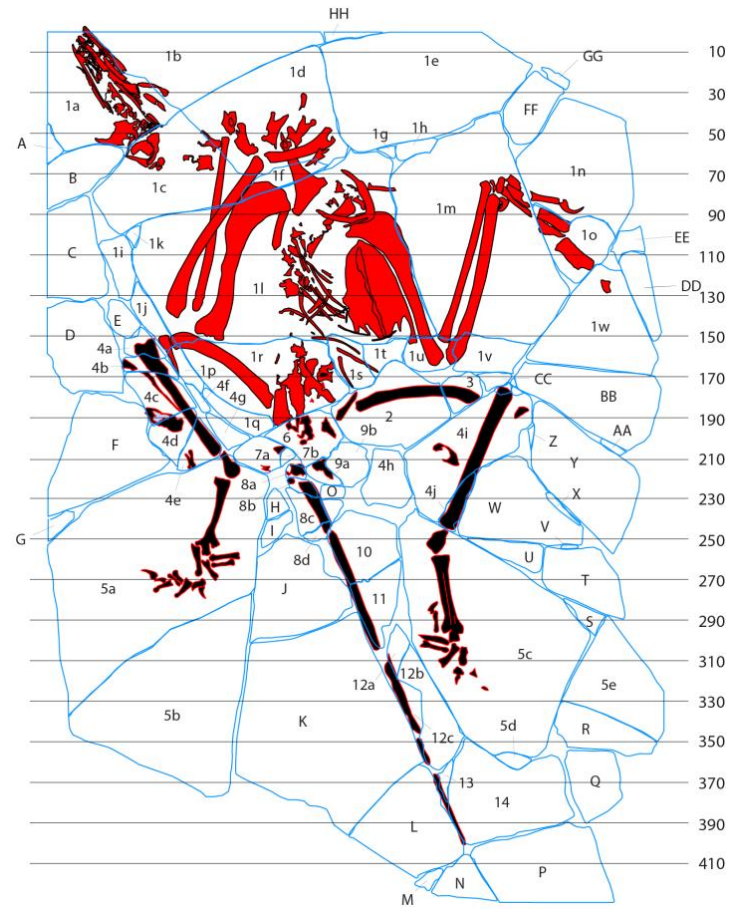 HH
1b
1e
10
1d
GG
1a
30
FF
1g
1h
50
A
B
1f
70
1n
1c
1m
90
1k
1o
EE
C
1i
110
1l
DD
130
1j
E
D
1w
150
4a
1r
1t
1u
1v
4b
1p
1s
170
3
CC
4f
4c
4g
BB
2
190
1q
9b
6
4i
F
4d
AA
Z
7a
7b
9a
4h
Y
210
8a
4e
O
4j
X
8b
H
W
230
8c
V
G
I
250
10
8d
U
T
5a
J
270
11
S
290
5c
310
12b
12a
5e
330
5b
K
5d
R
12c
350
13
Q
370
14
L
390
410
P
M
N